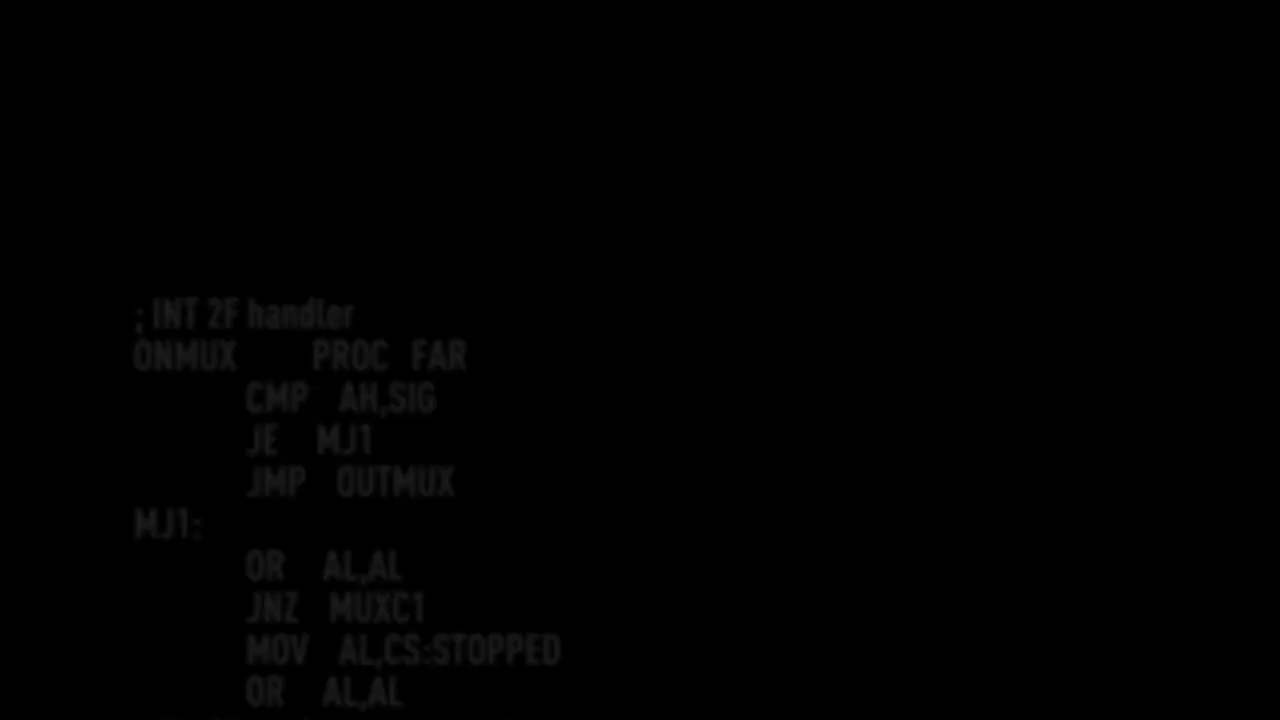 ; INT 2F handler
ONMUX PROC FAR
CMP AH,SIG
JE MJ1
JMP OUTMUX
MJ1:
OR AL,AL
JNZ MUXC1
MOV AL,CS:STOPPED
OR AL,AL